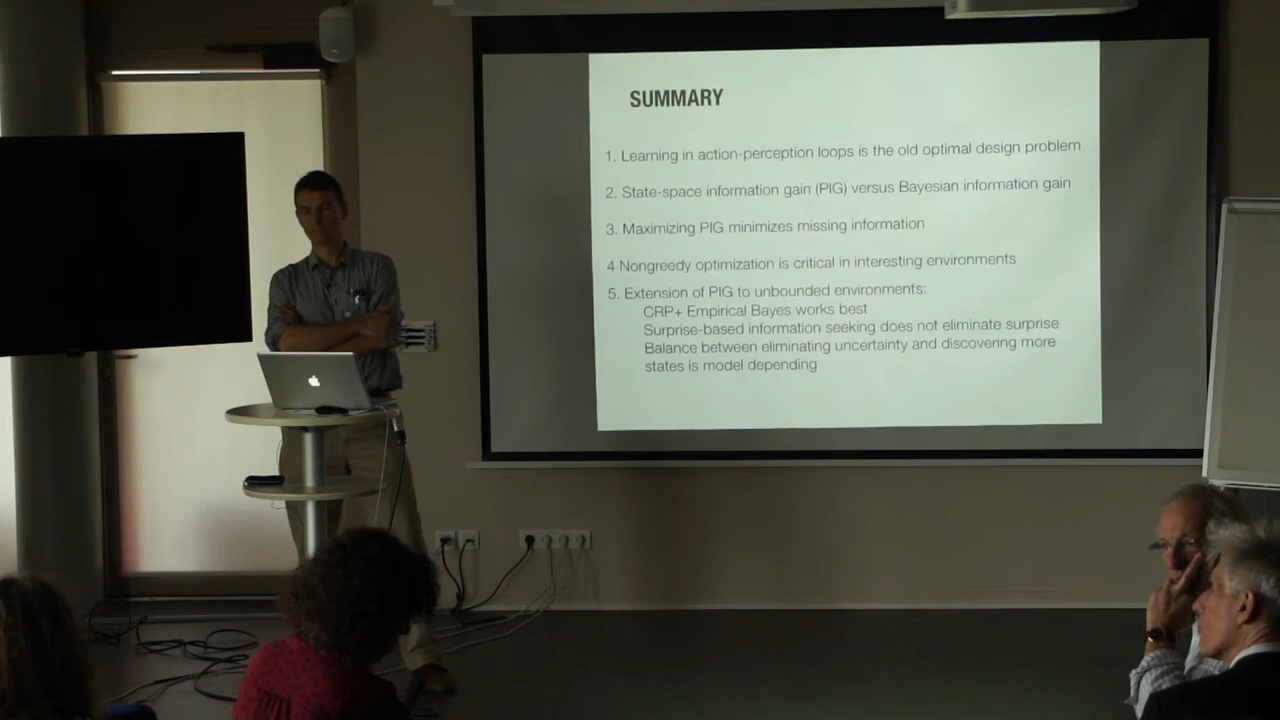 SUMMARY
1. Learning in action-perception loops is the old optimal design problem
2. State-space information gain (PIG) versus Bayesian information gain
3. Maximizing PIG minimizes missing information
4 Nongreedy optimization is critical in interesting environments
5. Extension of PIG to unbounded environments:
CRP+ Empirical Bayes works best
Surprise-based information seeking does not eliminate surprise
Balance between eliminating uncertainty and discovering more
states is model depending